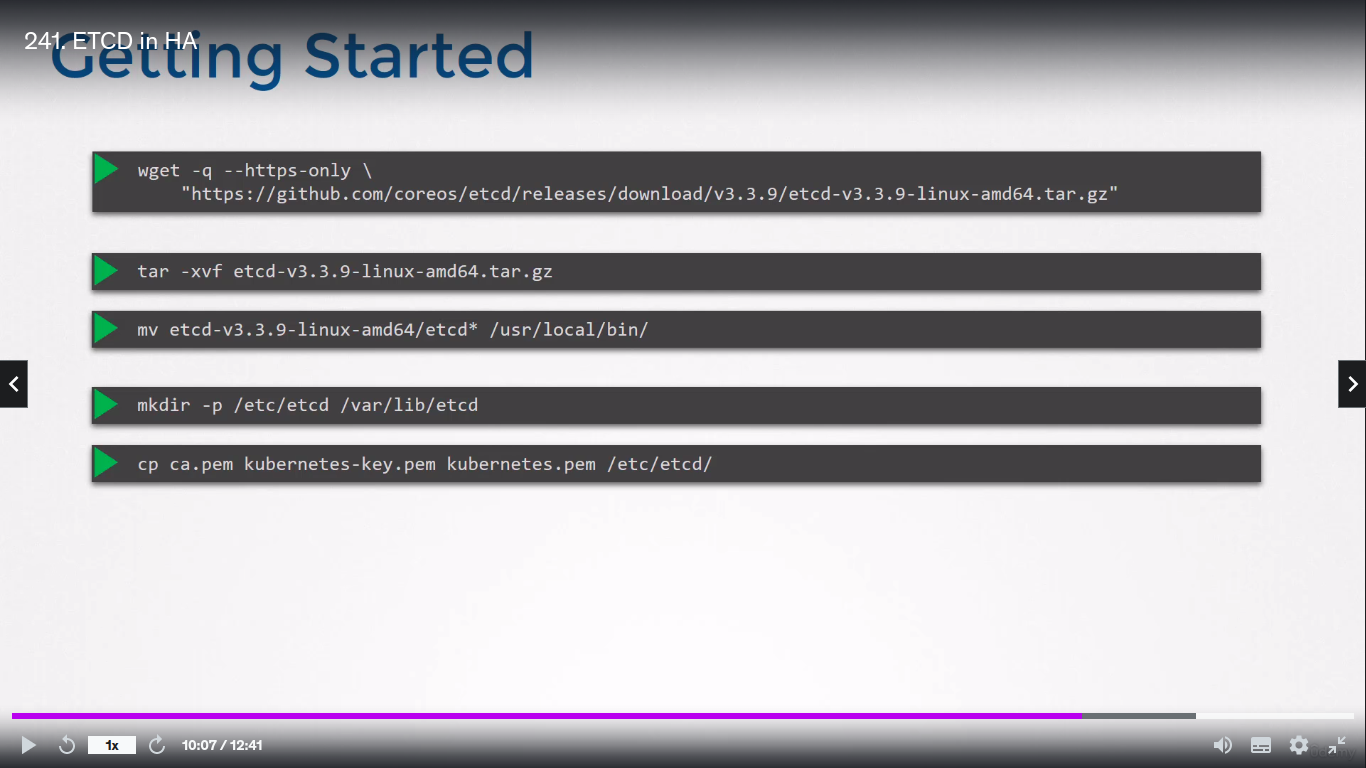 241. ETCD in HA
Getting Started
wget -q --https-only \
"https://github.com/coreos/etcd/releases/download/v3.3.9/etcd-v3.3.9-linux-amd64.tar.gz"
tar -xvf etcd-v3.3.9-linux-amd64.tar.gz
mv etcd-v3.3.9-linux-amd64/etcd* /usr/local/bin/
mkdir -p /etc/etcd /var/lib/etcd
cp ca.pem kubernetes-key.pem kubernetes.pem /etc/etcd/
1x
10:07 / 12:41